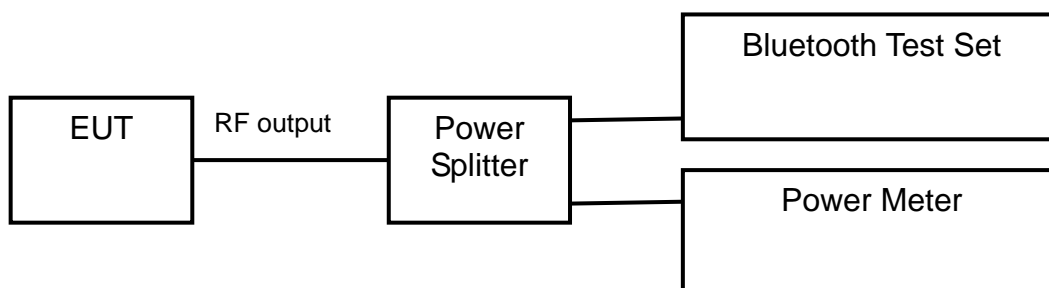 Bluetooth Test Set
EUT
RF output
Power
Splitter
Power Meter